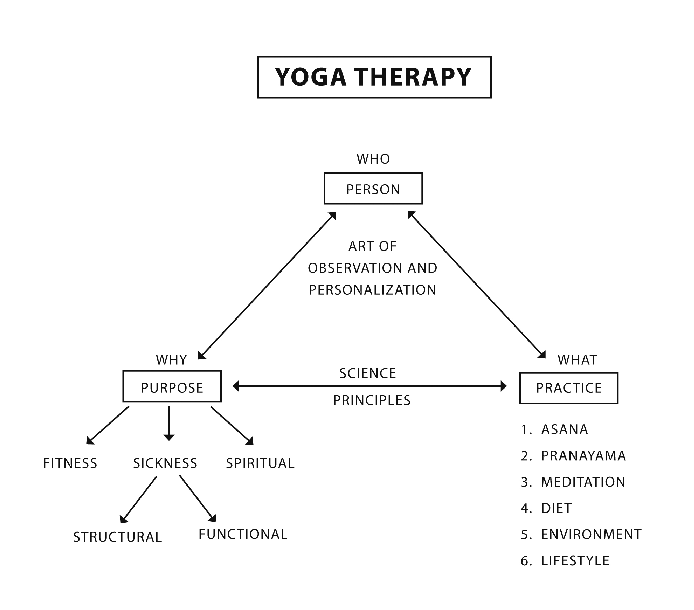 YOGA THERAPY
WHO
PERSON
ART OF
OBSERVATION AND
PERSONALIZATION
WHY
PURPOSE
SCIENCE
PRINCIPLES
WHAT
PRACTICE
FITNESS
SICKNESS
SPIRITUAL
STRUCTURAL
FUNCTIONAL
1. ASANA
2. PRANAYAMA
3. MEDITATION
4. DIET
5. ENVIRONMENT
6. LIFESTYLE